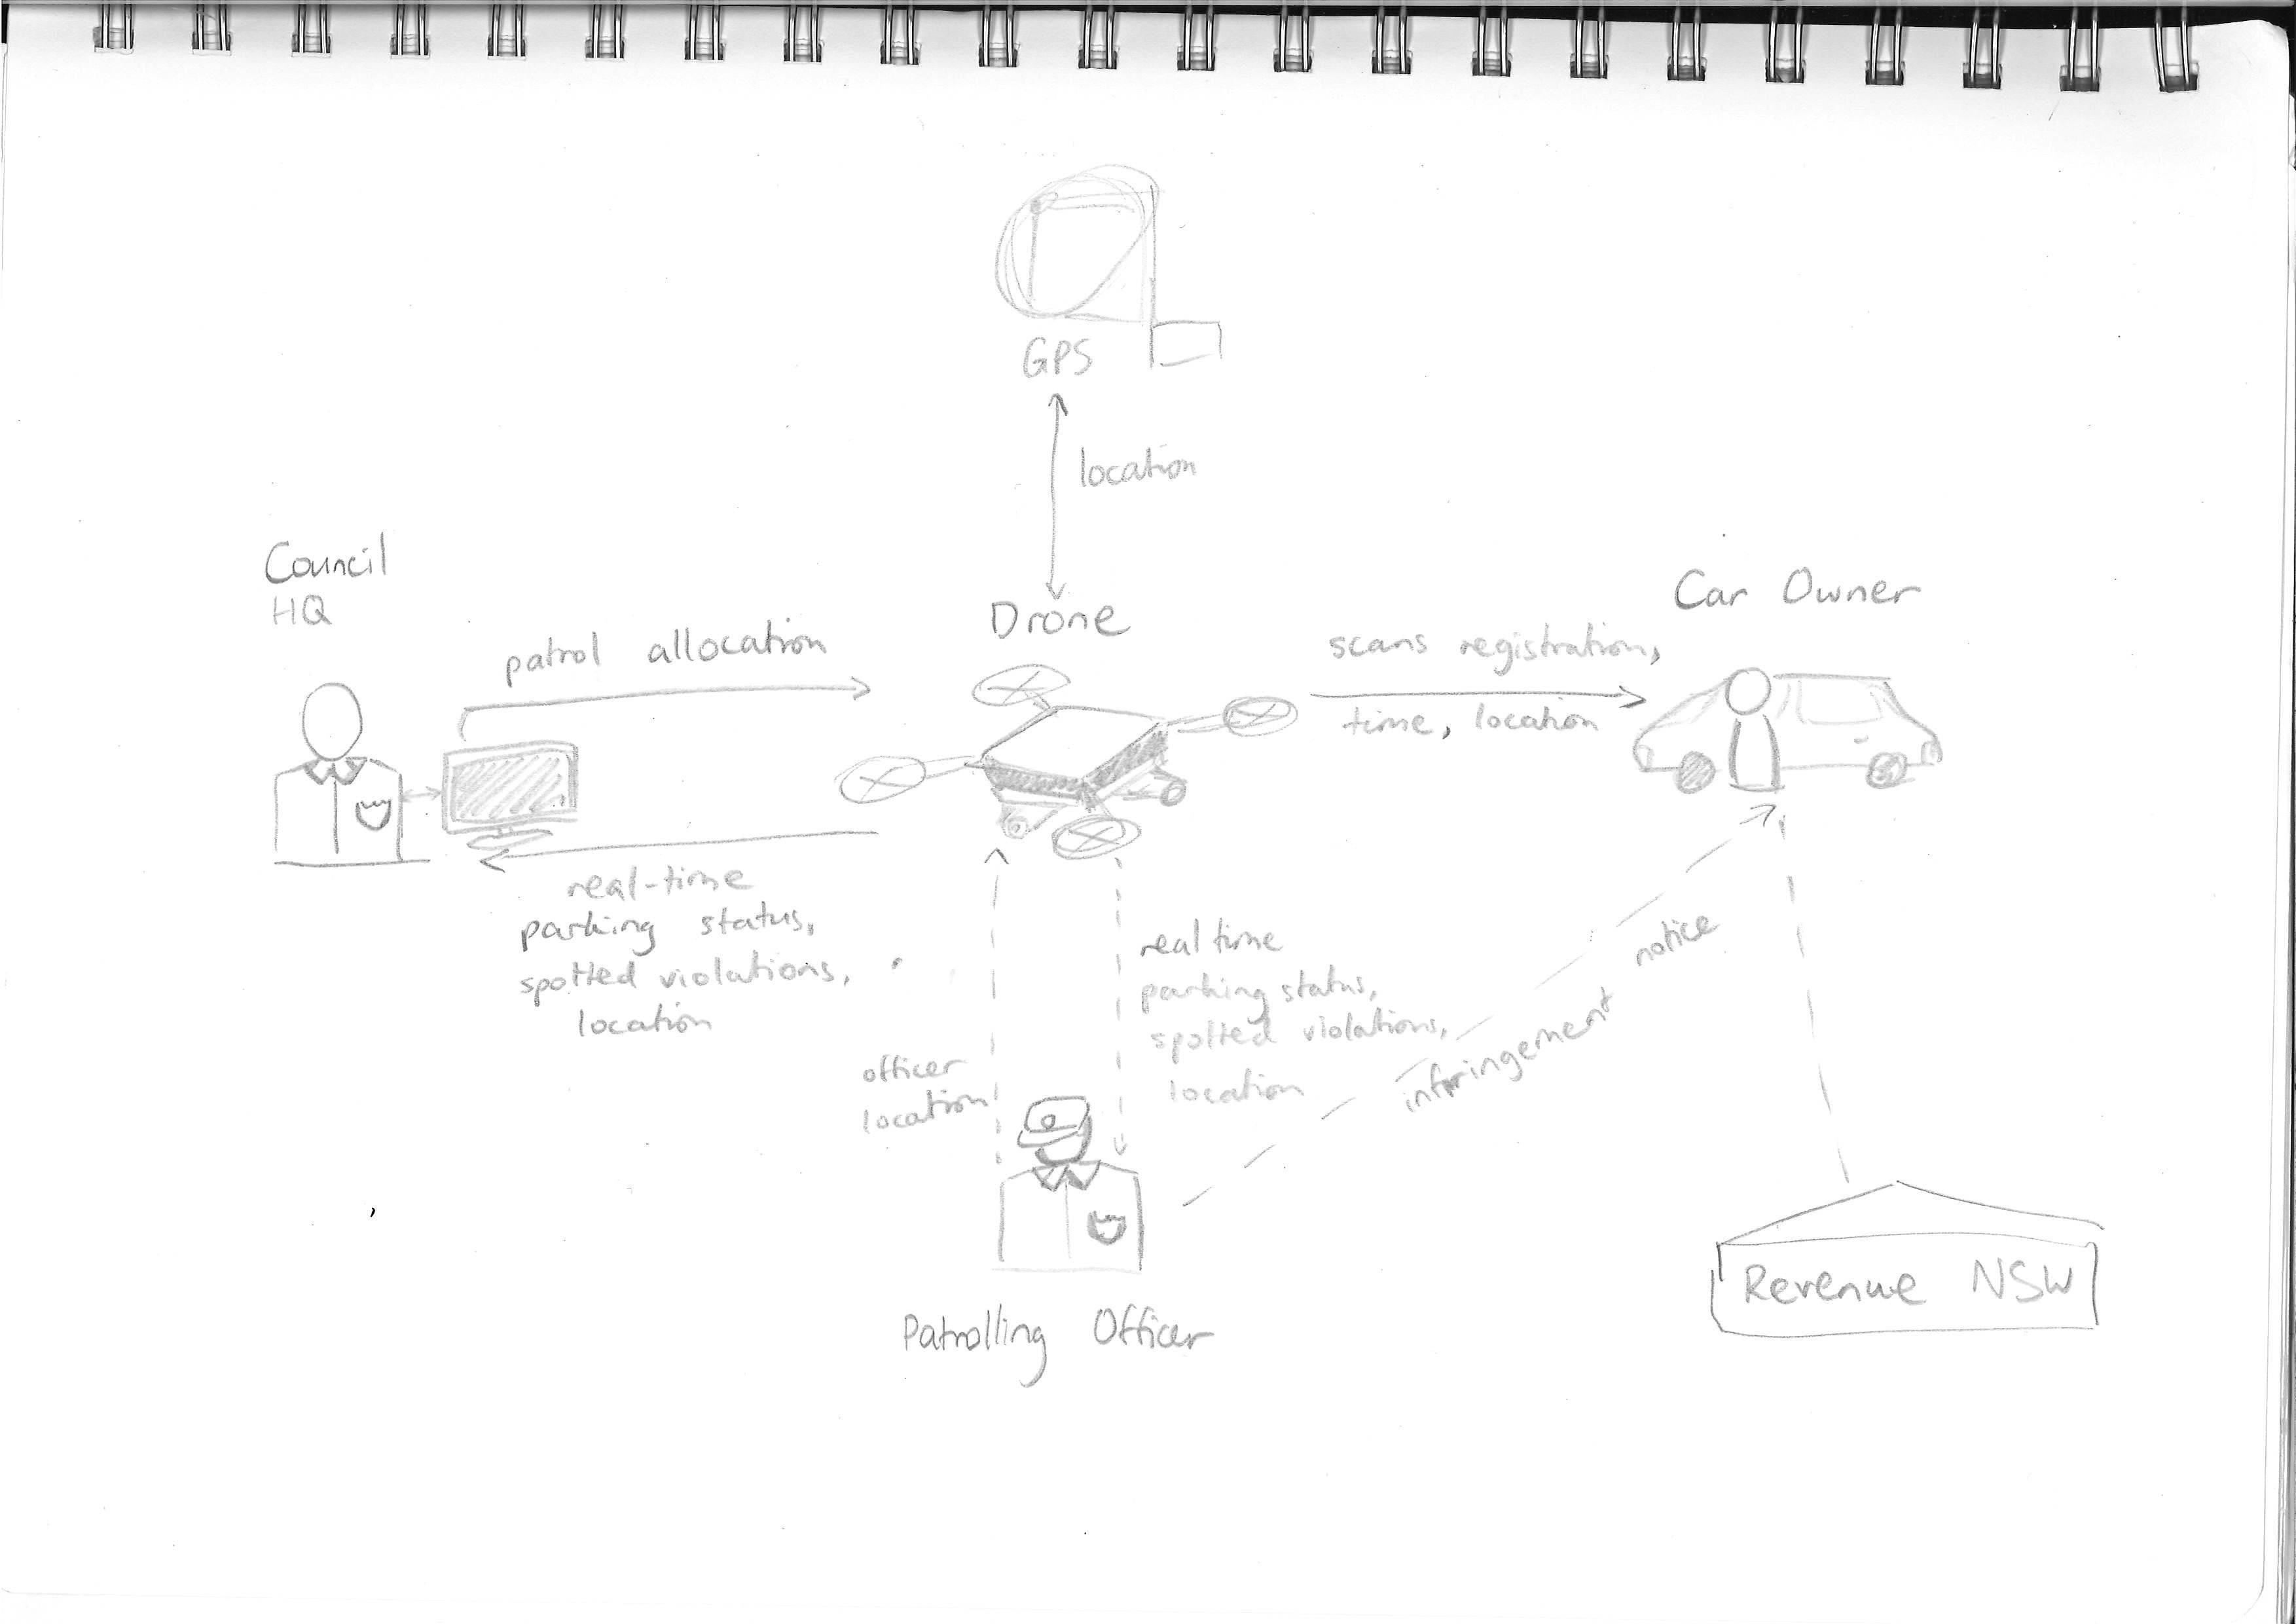 GPS
location
Council
HQ
patrol allocation
Drone
Car Owner
scans registration,
time, location
real-time
parking status,
spotted violations,
location
real time
parking status,
spotted violations,
location
officer
location
infringement notice
Patrolling Officer
Revenue NSW